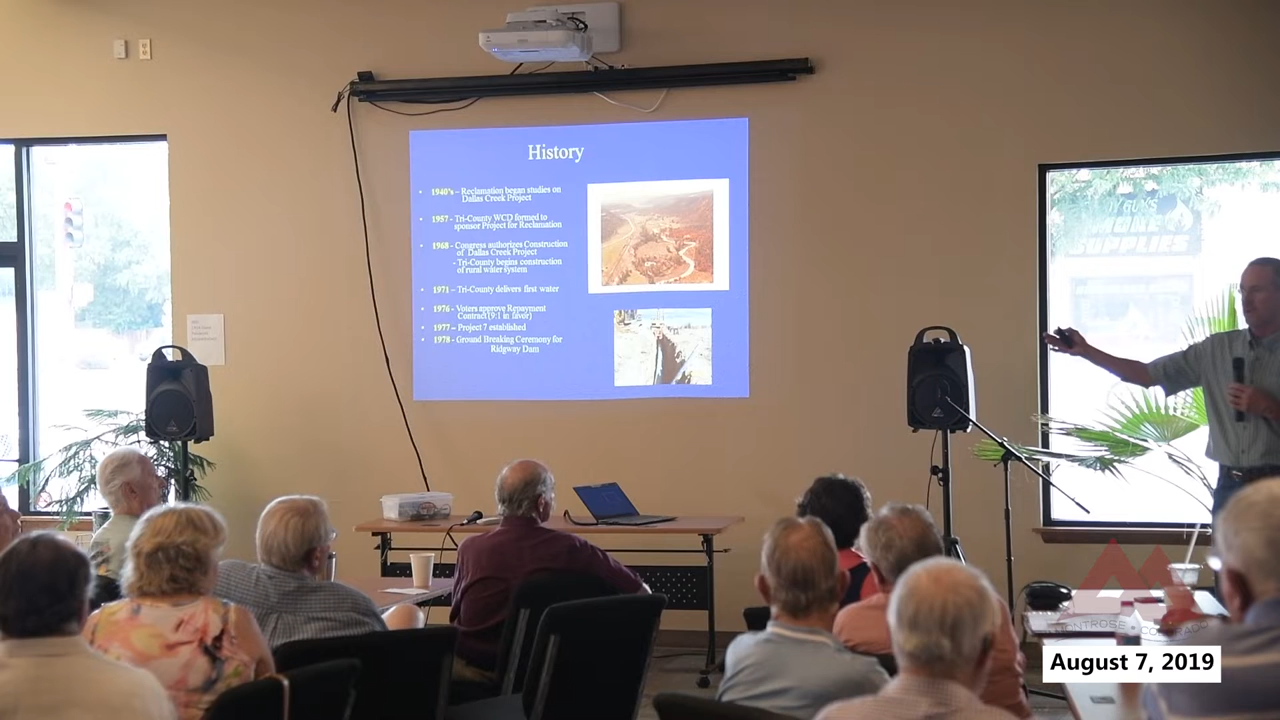 History
• 1940's – Reclamation began studies on
Dallas Creek Project
• 1957 - Tri-County WCD formed to
sponsor Project for Reclamation
• 1968 - Congress authorizes Construction
of Dallas Creek Project
- Tri-County begins construction
of rural water system
• 1971 – Tri-County delivers first water
• 1976 - Voters approve Repayment
Contract (9:1 in favor)
• 1977 – Project 7 established
• 1978 - Ground Breaking Ceremony for
Ridgway Dam
GUYS
SUPPLIES
MONTROSE • COLORADO
August 7, 2019